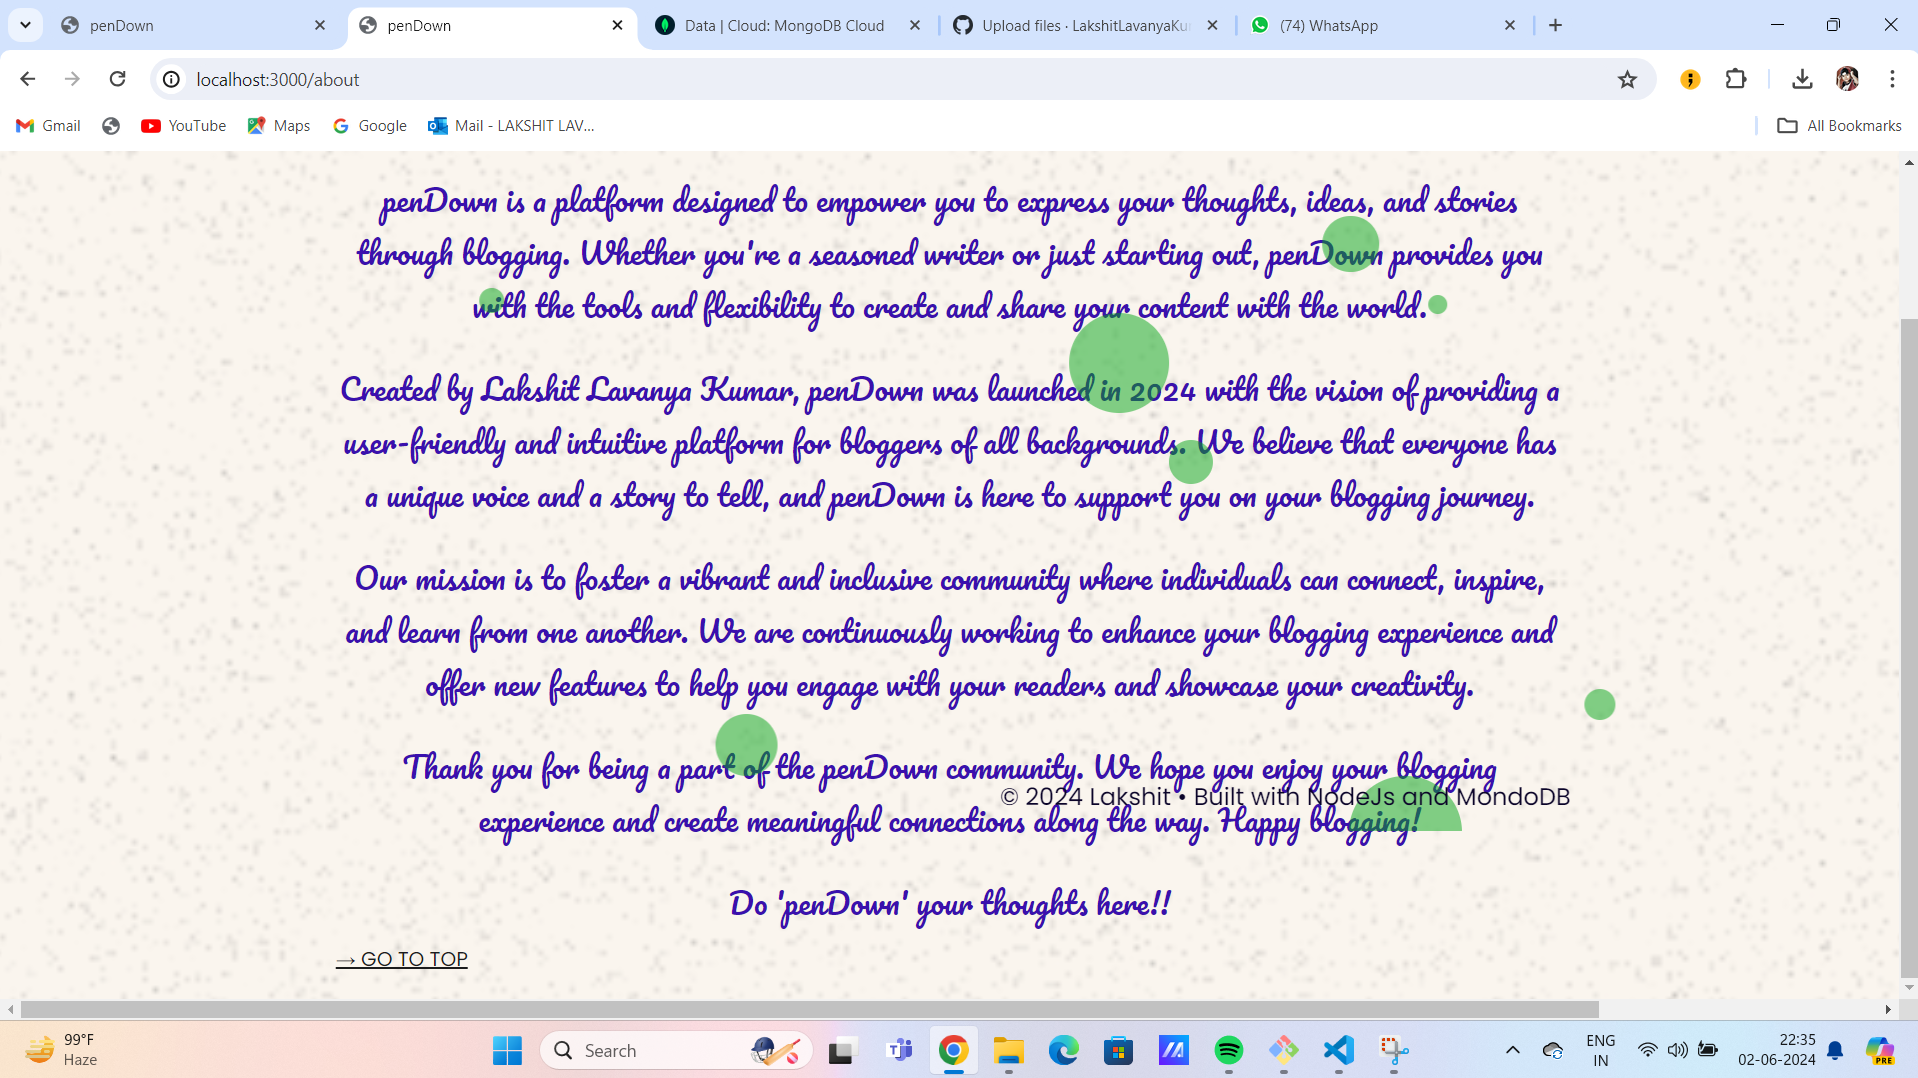 penDown
penDown
Data | Cloud: MongoDB Cloud
Upload files · LakshitLavanyaKu
(74) WhatsApp
localhost:3000/about
Gmail
YouTube
Maps
Google
Mail - LAKSHIT LAV...
All Bookmarks
penDown is a platform designed to empower you to express your thoughts, ideas, and stories
through blogging. Whether you're a seasoned writer or just starting out, penDown provides you
with the tools and flexibility to create and share your content with the world.
Created by Lakshit Lavanya Kumar, penDown was launched in 2024 with the vision of providing a
user-friendly and intuitive platform for bloggers of all backgrounds. We believe that everyone has
a unique voice and a story to tell, and penDown is here to support you on your blogging journey.
Our mission is to foster a vibrant and inclusive community where individuals can connect, inspire,
and learn from one another. We are continuously working to enhance your blogging experience and
offer new features to help you engage with your readers and showcase your creativity.
Thank you for being a part of the penDown community. We hope you enjoy your blogging
© 2024 Lakshit • Built with NodeJs and MondoDB
experience and create meaningful connections along the way. Happy blogging!
Do 'penDown' your thoughts here!!
→ GO TO TOP
99°F
Haze
Search
ENG
IN
22:35
02-06-2024
PRE